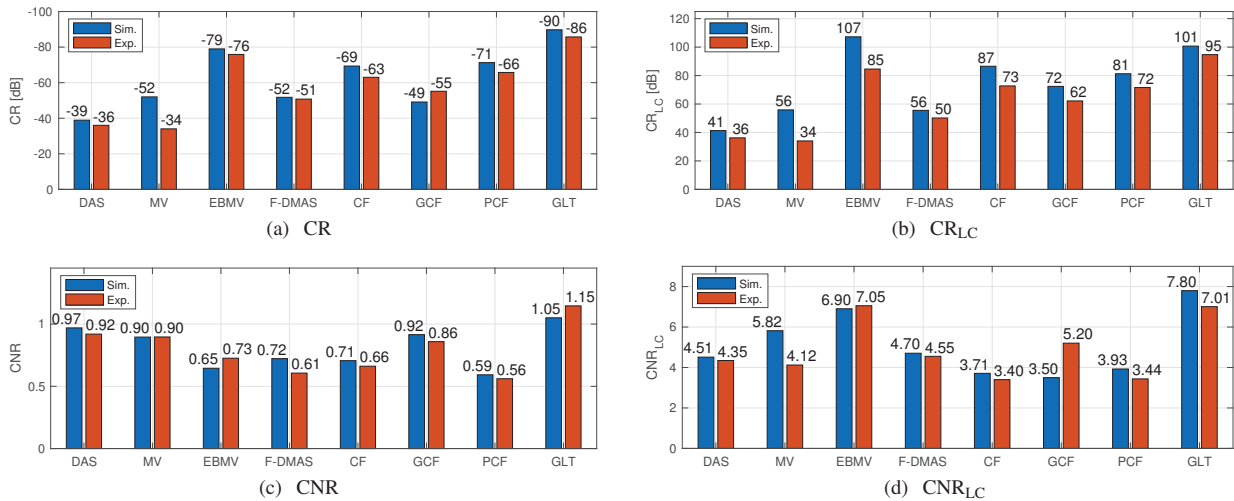 -100
-80
-60
-40
-20
0
CR [dB]
Sim.
Exp.
-39 -36
-52 -34
-79 -76
-52 -51
-69 -63
-49 -55
-71 -66
-90 -86
DAS MV EBMV F-DMAS CF GCF PCF GLT
(a) CR
120
100
80
60
40
20
0
CR_LC [dB]
Sim.
Exp.
41 36
56 34
107 85
56 50
87 73
72 62
81 72
101 95
DAS MV EBMV F-DMAS CF GCF PCF GLT
(b) CR_LC
1
0.5
0
CNR
Sim.
Exp.
0.97 0.92
0.90 0.90
0.65 0.73
0.72 0.61
0.71 0.66
0.92 0.86
0.59 0.56
1.05 1.15
DAS MV EBMV F-DMAS CF GCF PCF GLT
(c) CNR
8
6
4
2
0
CNR_LC
Sim.
Exp.
4.51 4.35
5.82 4.12
6.90 7.05
4.70 4.55
3.71 3.40
3.50 5.20
3.93 3.44
7.80 7.01
DAS MV EBMV F-DMAS CF GCF PCF GLT
(d) CNR_LC